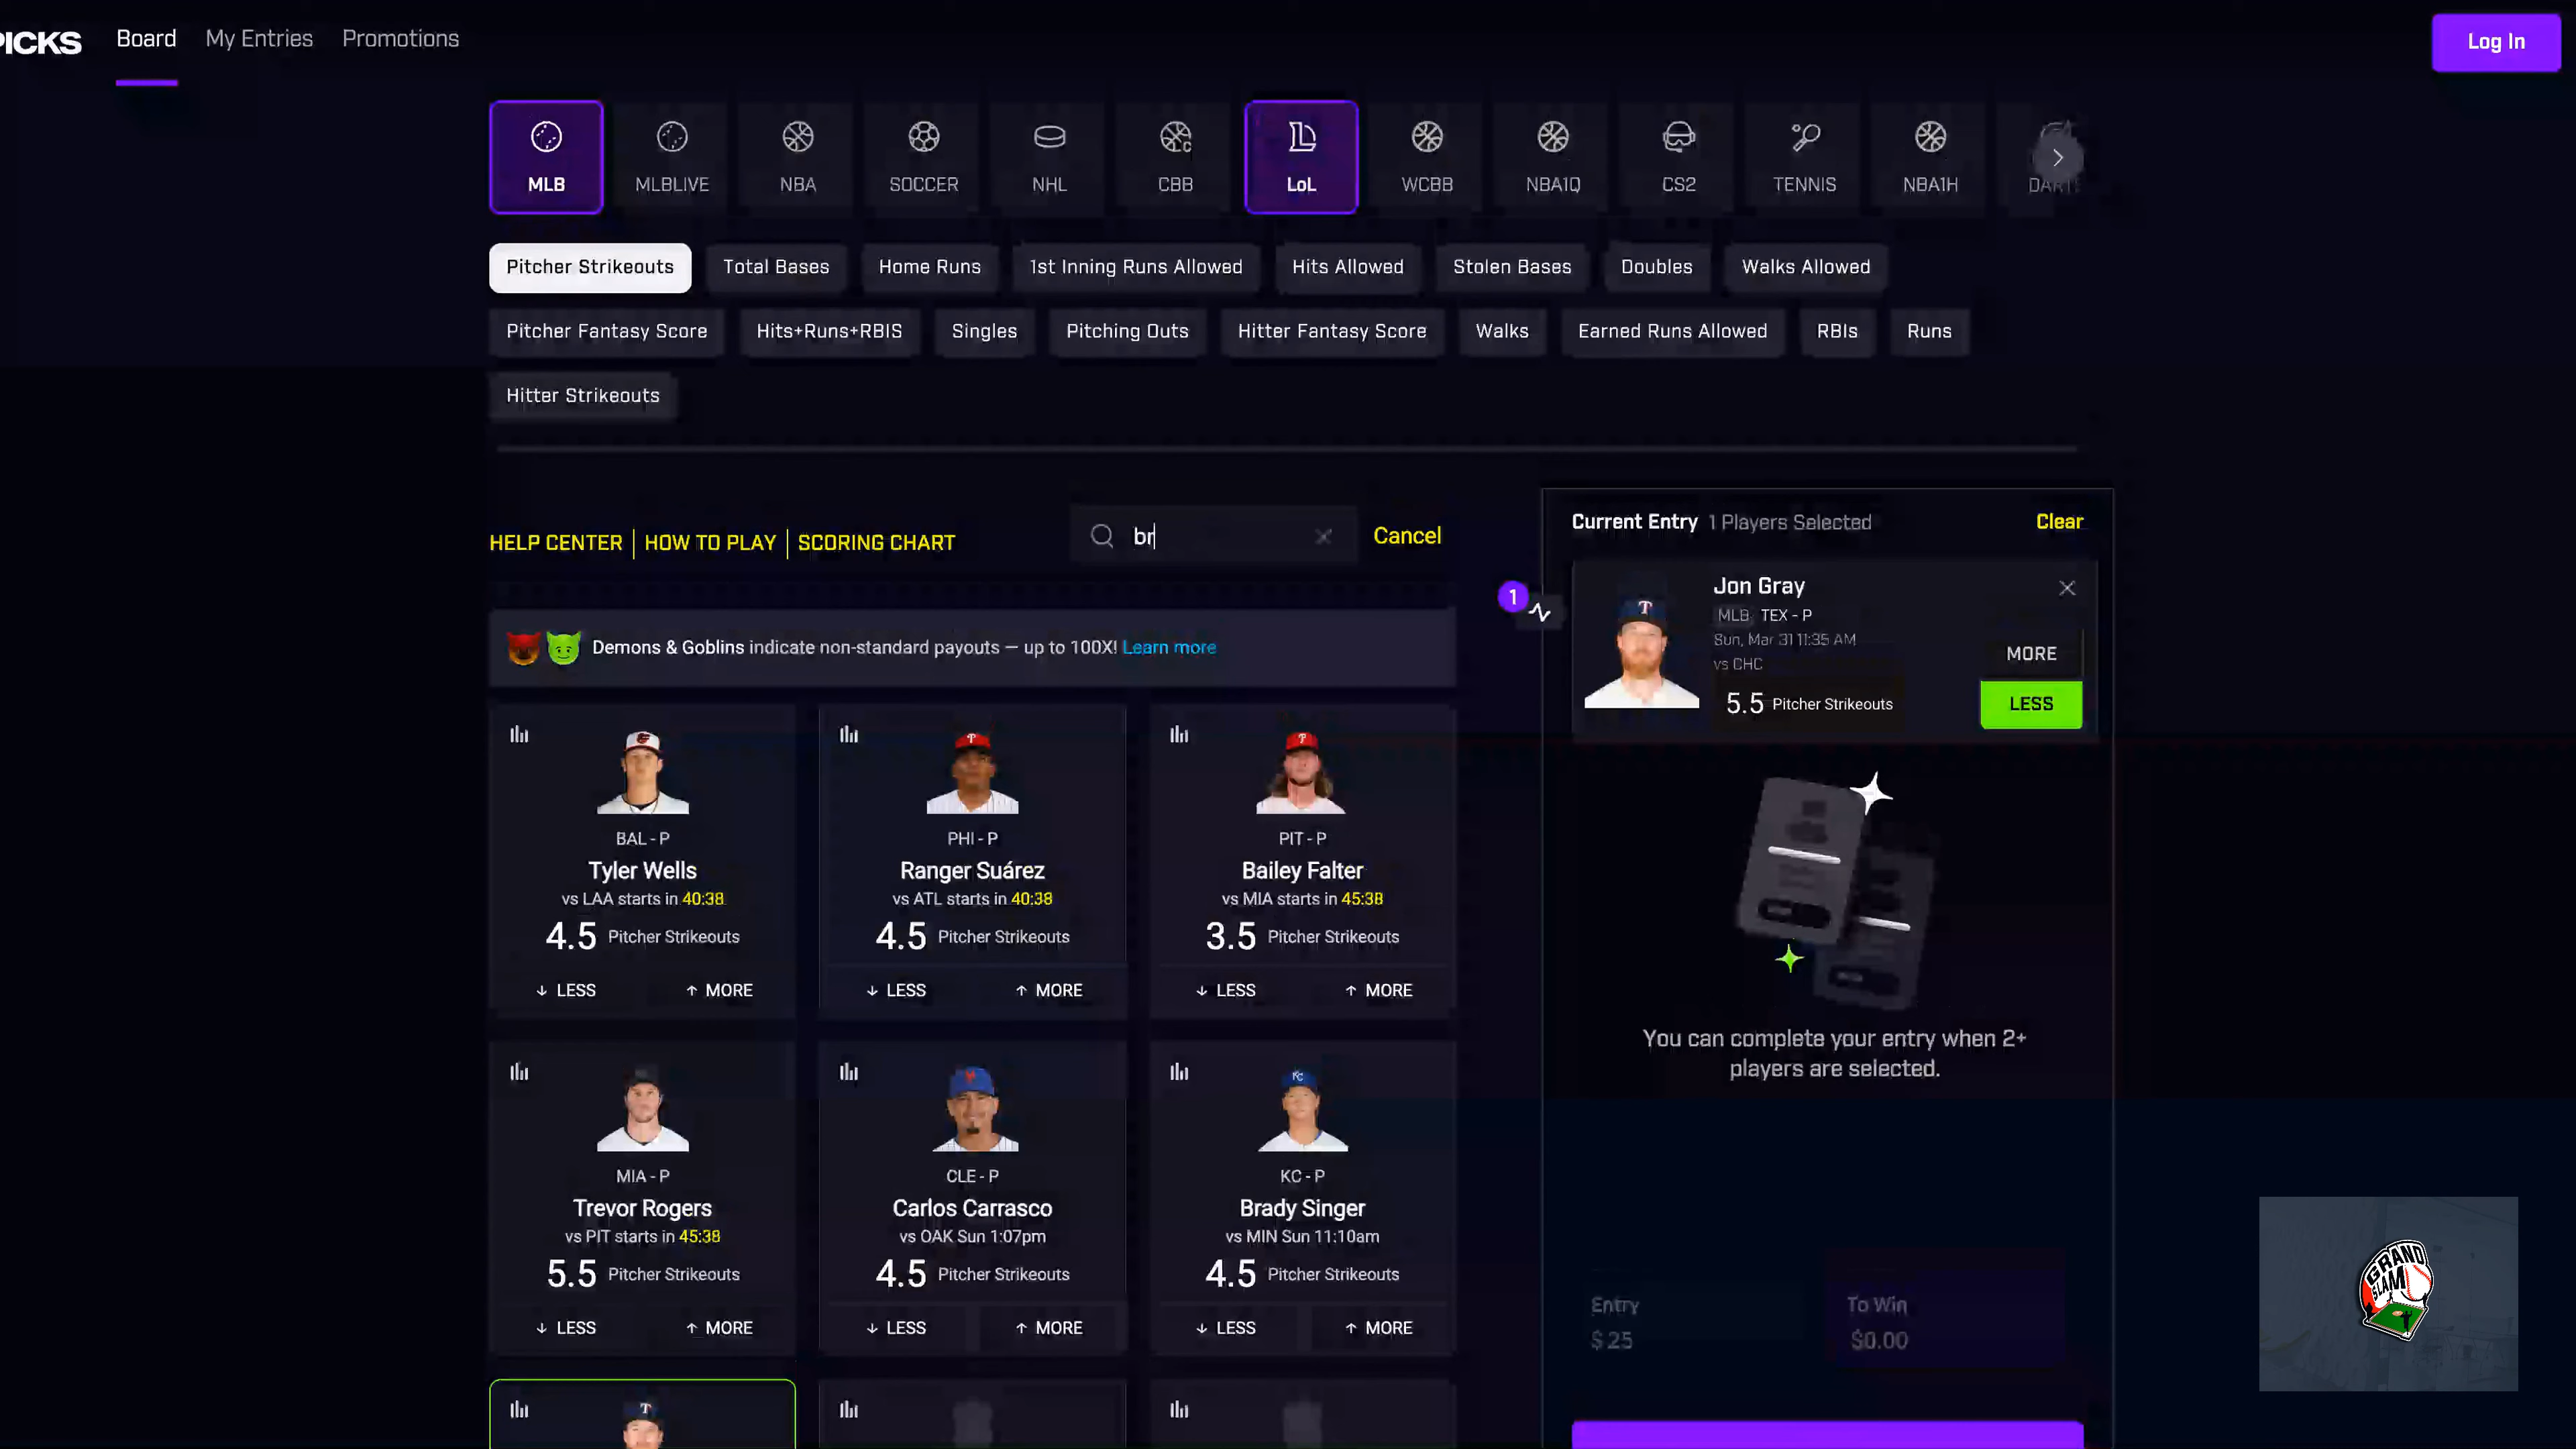 PICKS
Board My Entries Promotions
Log In
MLB MLBLIVE NBA SOCCER NHL CBB LoL WCBB NBA1Q CS2 TENNIS NBA1H
Pitcher Strikeouts Total Bases Home Runs 1st Inning Runs Allowed Hits Allowed Stolen Bases Doubles Walks Allowed
Pitcher Fantasy Score Hits+Runs+RBIS Singles Pitching Outs Hitter Fantasy Score Walks Earned Runs Allowed RBIs Runs
Hitter Strikeouts
HELP CENTER HOW TO PLAY SCORING CHART
br
Cancel
Demons & Goblins indicate non-standard payouts — up to 100X! Learn more
BAL - P
Tyler Wells
vs LAA starts in 40:38
4.5 Pitcher Strikeouts
LESS MORE
PHI - P
Ranger Suárez
vs ATL starts in 40:38
4.5 Pitcher Strikeouts
LESS MORE
PIT - P
Bailey Falter
vs MIA starts in 45:38
3.5 Pitcher Strikeouts
LESS MORE
MIA - P
Trevor Rogers
vs PIT starts in 45:38
5.5 Pitcher Strikeouts
LESS MORE
CLE - P
Carlos Carrasco
vs OAK Sun 1:07pm
4.5 Pitcher Strikeouts
LESS MORE
KC - P
Brady Singer
vs MIN Sun 11:10am
4.5 Pitcher Strikeouts
LESS MORE
Current Entry 1 Players Selected
Clear
1
Jon Gray
MLB TEX - P
Sun, Mar 31 11:35 AM
vs CHC
5.5 Pitcher Strikeouts
MORE
LESS
You can complete your entry when 2+
players are selected.
Entry
$ 25
To Win
$0.00
GRAND
SLAM